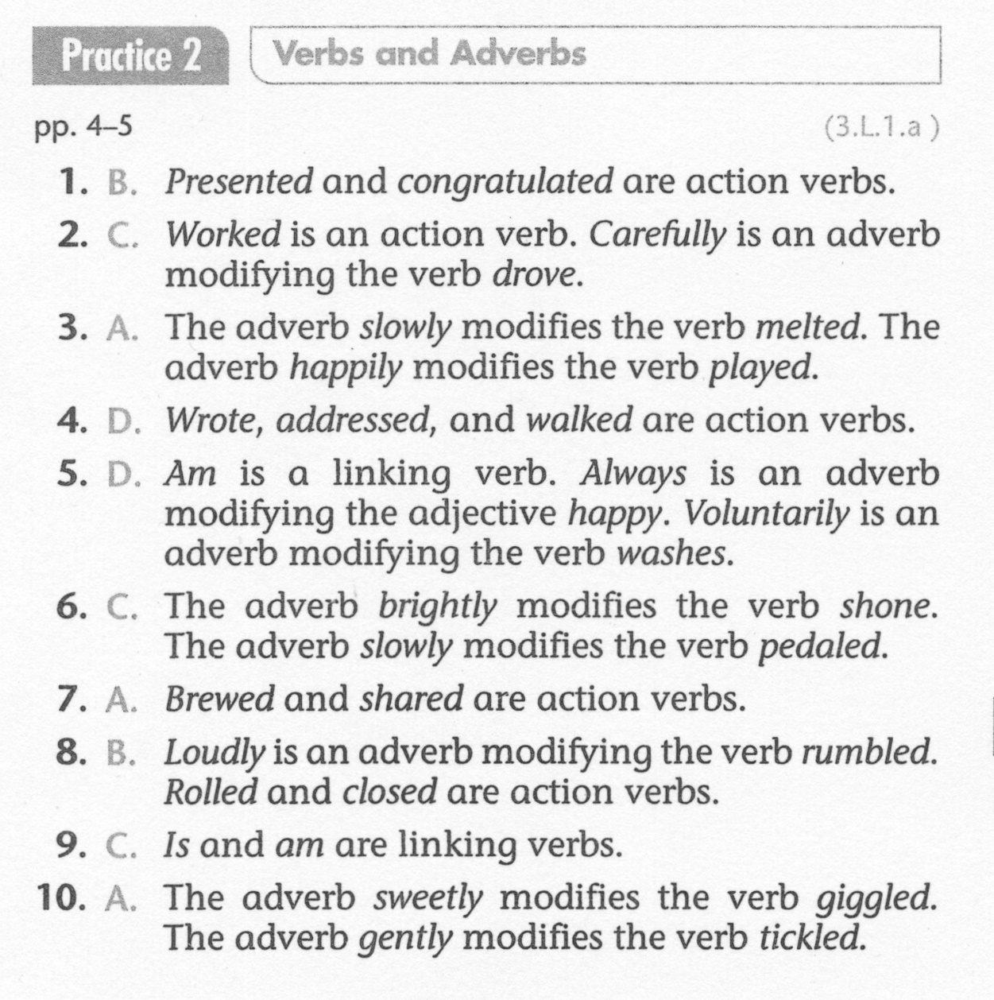 Practice 2 Verbs and Adverbs
pp. 4–5 (3.L.1.a )
1. B. Presented and congratulated are action verbs.
2. C. Worked is an action verb. Carefully is an adverb
modifying the verb drove.
3. A. The adverb slowly modifies the verb melted. The
adverb happily modifies the verb played.
4. D. Wrote, addressed, and walked are action verbs.
5. D. Am is a linking verb. Always is an adverb
modifying the adjective happy. Voluntarily is an
adverb modifying the verb washes.
6. C. The adverb brightly modifies the verb shone.
The adverb slowly modifies the verb pedaled.
7. A. Brewed and shared are action verbs.
8. B. Loudly is an adverb modifying the verb rumbled.
Rolled and closed are action verbs.
9. C. Is and am are linking verbs.
10. A. The adverb sweetly modifies the verb giggled.
The adverb gently modifies the verb tickled.